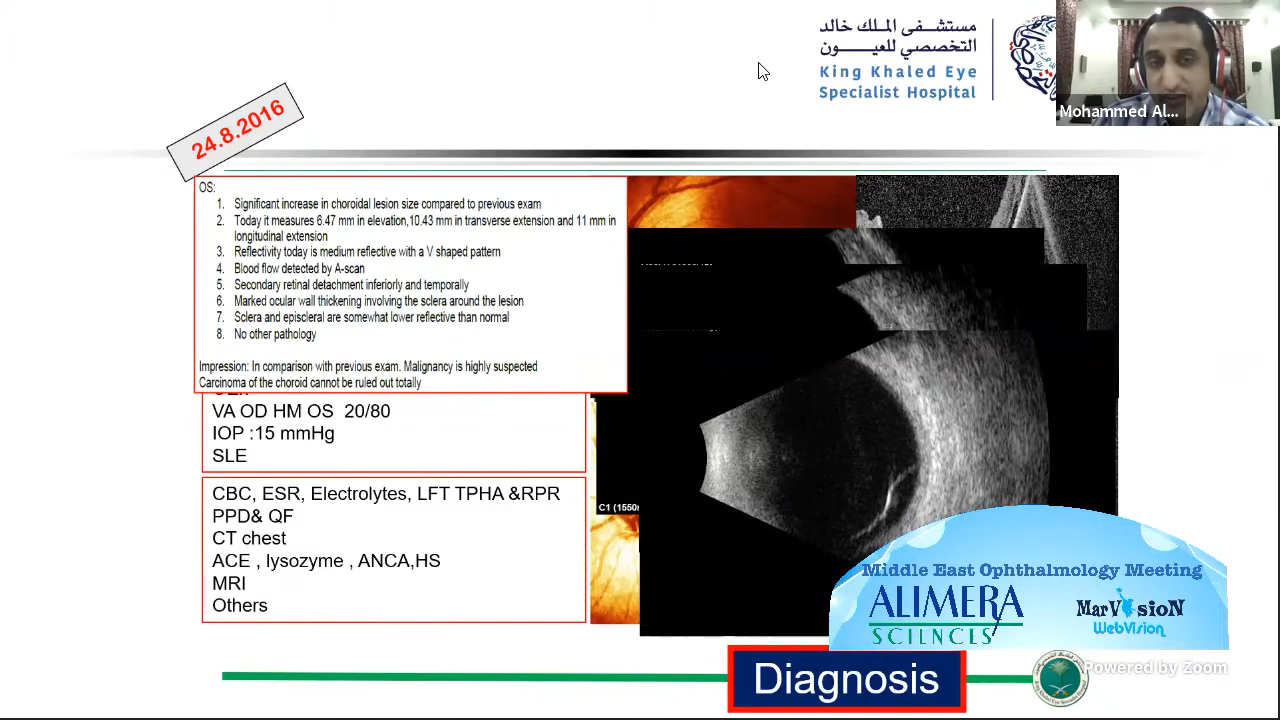 مستشفى الملك خالد
التخصصي للعيون
King Khaled Eye
Specialist Hospital
Mohammed Al...
24.8.2016
OS:
1. Significant increase in choroidal lesion size compared to previous exam
2. Today it measures 6.47 mm in elevation,10.43 mm in transverse extension and 11 mm in
longitudinal extension
3. Reflectivity today is medium reflective with a V shaped pattern
4. Blood flow detected by A-scan
5. Secondary retinal detachment inferiorly and temporally
6. Marked ocular wall thickening involving the sclera around the lesion
7. Sclera and episcleral are somewhat lower reflective than normal
8. No other pathology
Impression: In comparison with previous exam. Malignancy is highly suspected
Carcinoma of the choroid cannot be ruled out totally
VA OD HM OS 20/80
IOP :15 mmHg
SLE
CBC, ESR, Electrolytes, LFT TPHA &RPR
PPD& QF
CT chest
ACE , lysozyme , ANCA,HS
MRI
Others
C1 (1550n
Middle East Ophthalmology Meeting
ALIMERA
SCIENCES
MarVisioN
WebVision
Powered by Zoom
Diagnosis